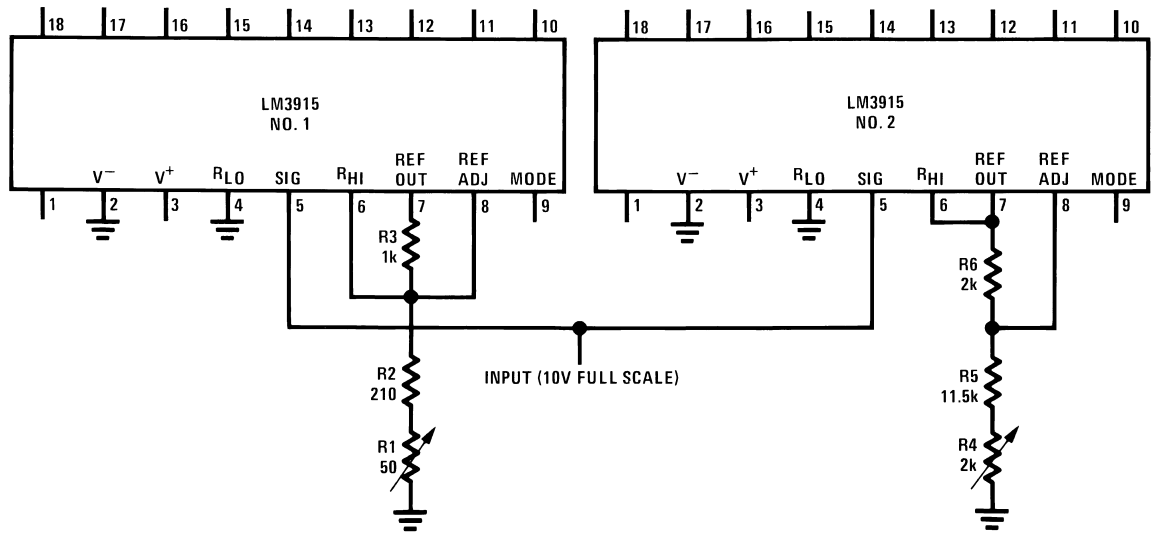 18 17 16 15 14 13 12 11 10
LM3915
NO. 1
REF REF
V− V+ RLO SIG RHI OUT ADJ MODE
1 2 3 4 5 6 7 8 9
R3
1k
R2
210
R1
50
INPUT (10V FULL SCALE)
18 17 16 15 14 13 12 11 10
LM3915
NO. 2
REF REF
V− V+ RLO SIG RHI OUT ADJ MODE
1 2 3 4 5 6 7 8 9
R6
2k
R5
11.5k
R4
2k